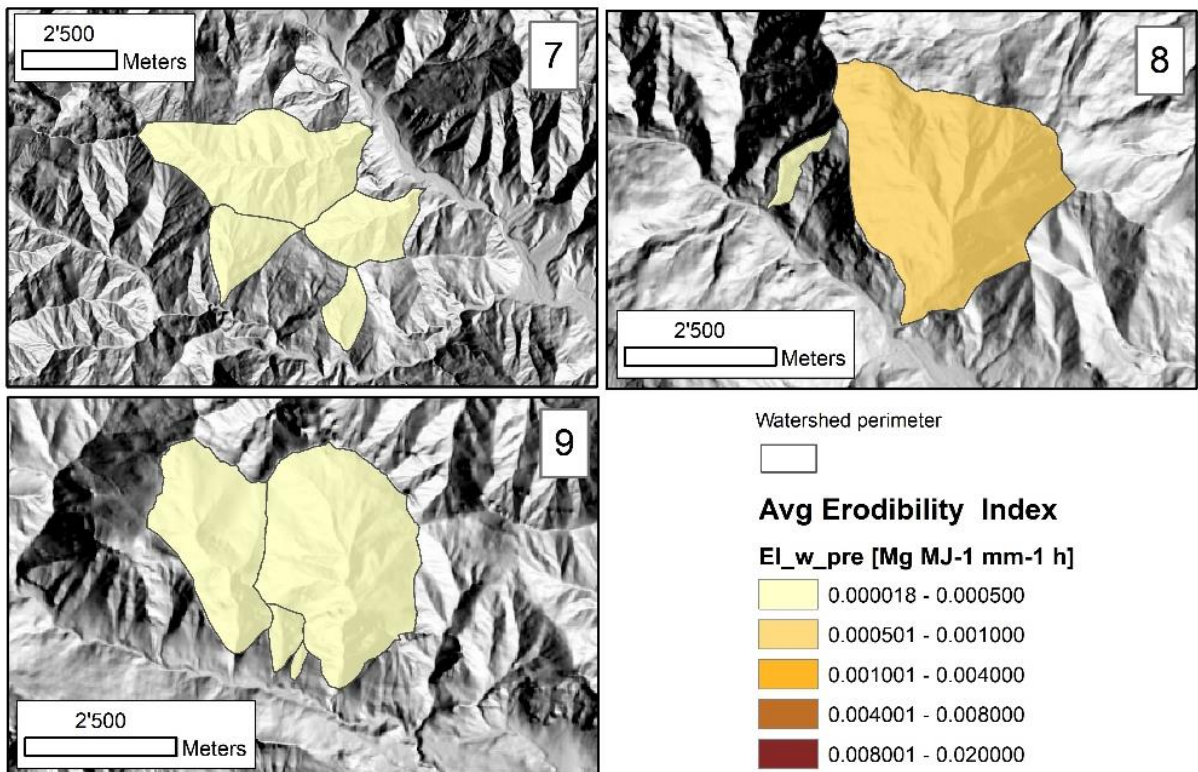 2'500
Meters
7
8
2'500
Meters
9
2'500
Meters
Watershed perimeter
Avg Erodibility Index
EI_w_pre [Mg MJ-1 mm-1 h]
0.000018 - 0.000500
0.000501 - 0.001000
0.001001 - 0.004000
0.004001 - 0.008000
0.008001 - 0.020000